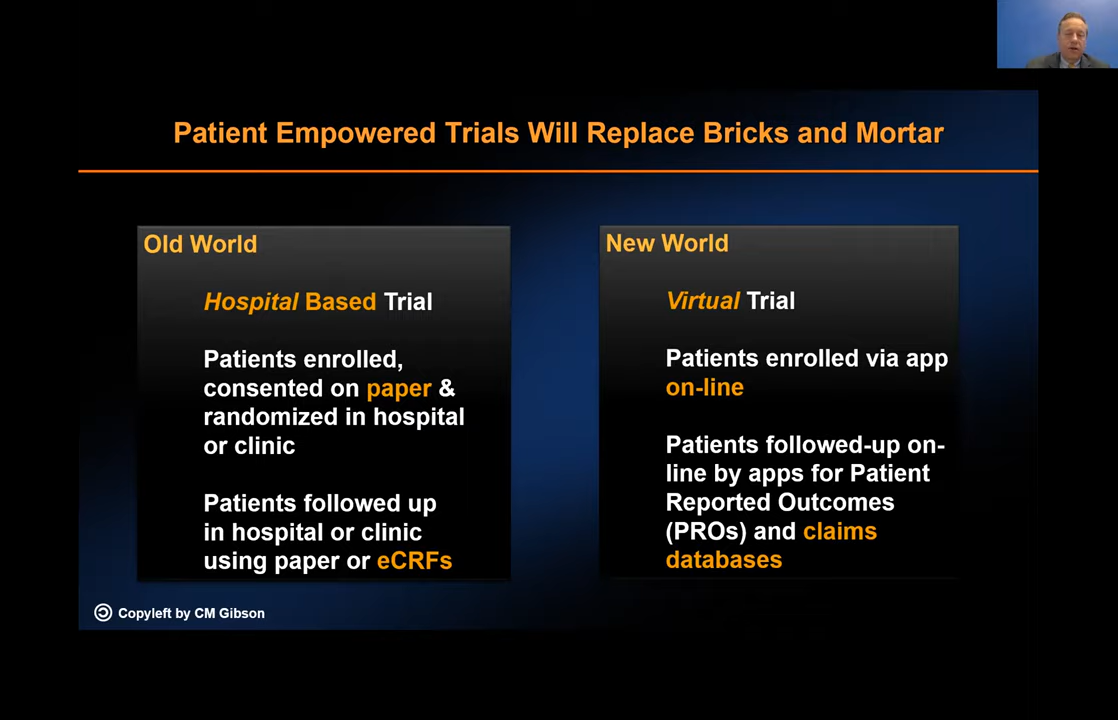 Patient Empowered Trials Will Replace Bricks and Mortar
Old World
Hospital Based Trial
Patients enrolled,
consented on paper &
randomized in hospital
or clinic
Patients followed up
in hospital or clinic
using paper or eCRFs
New World
Virtual Trial
Patients enrolled via app
on-line
Patients followed-up on-
line by apps for Patient
Reported Outcomes
(PROs) and claims
databases
Copyleft by CM Gibson